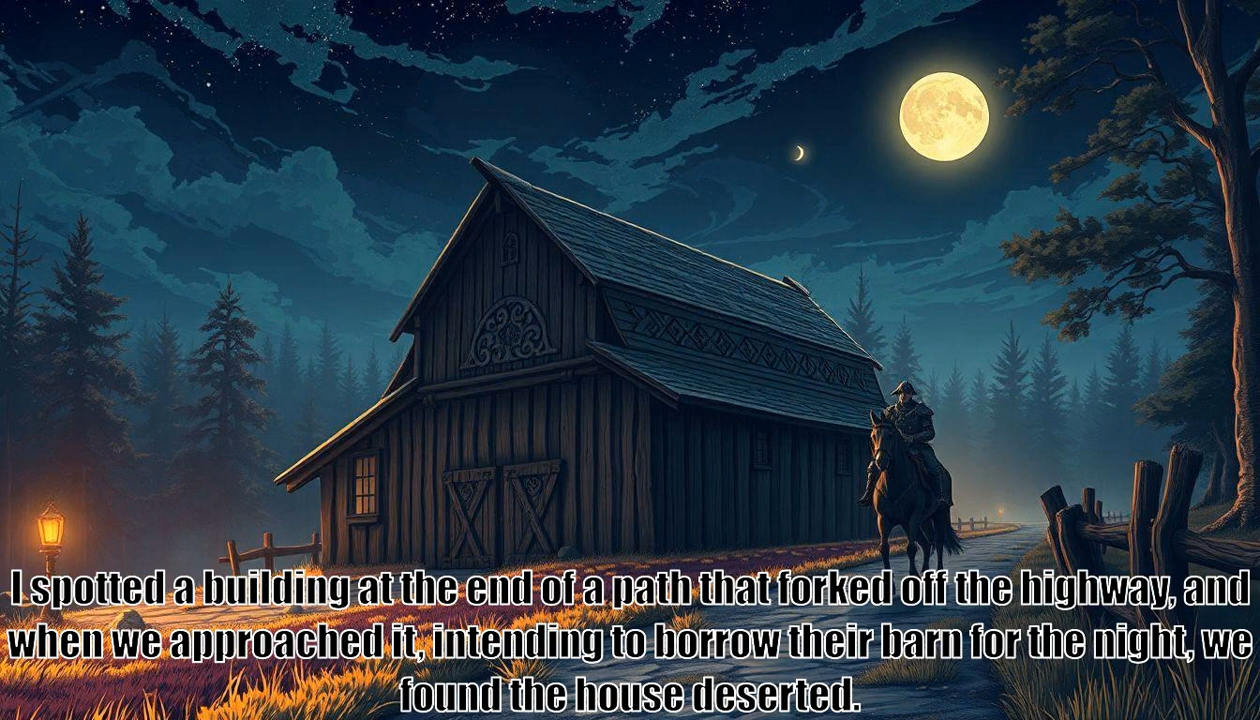 I spotted a building at the end of a path that forked off the highway, and
when we approached it, intending to borrow their barn for the night, we
found the house deserted.